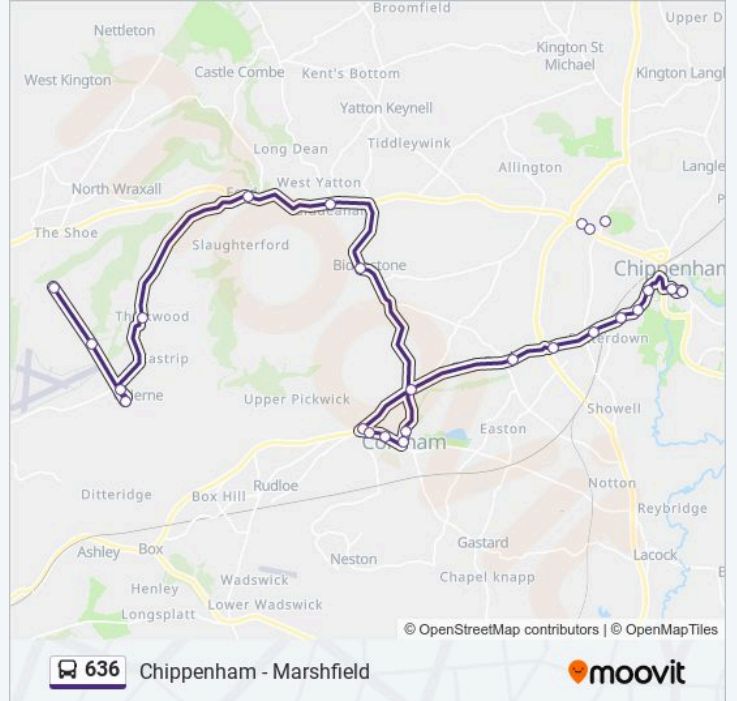 Broomfield
Upper D
Nettleton
Kington St
Michael
West Kington
Castle Combe
Kent's Bottom
Kington Langl
Yatton Keynell
Tiddleywink
Long Dean
Allington
Langle
North Wraxall
West Yatton
The Shoe
Slaughterford
Chippenham
Upper Pickwick
Showell
Easton
Rudloe
Notton
Ditteridge
Box Hill
Reybridge
Ashley
Box
Gastard
Lacock
Neston
Chapel knapp
Henley
Wadswick
Lower Wadswick
Longsplatt
© OpenStreetMap contributors | © OpenMapTiles
636
Chippenham - Marshfield
moovit